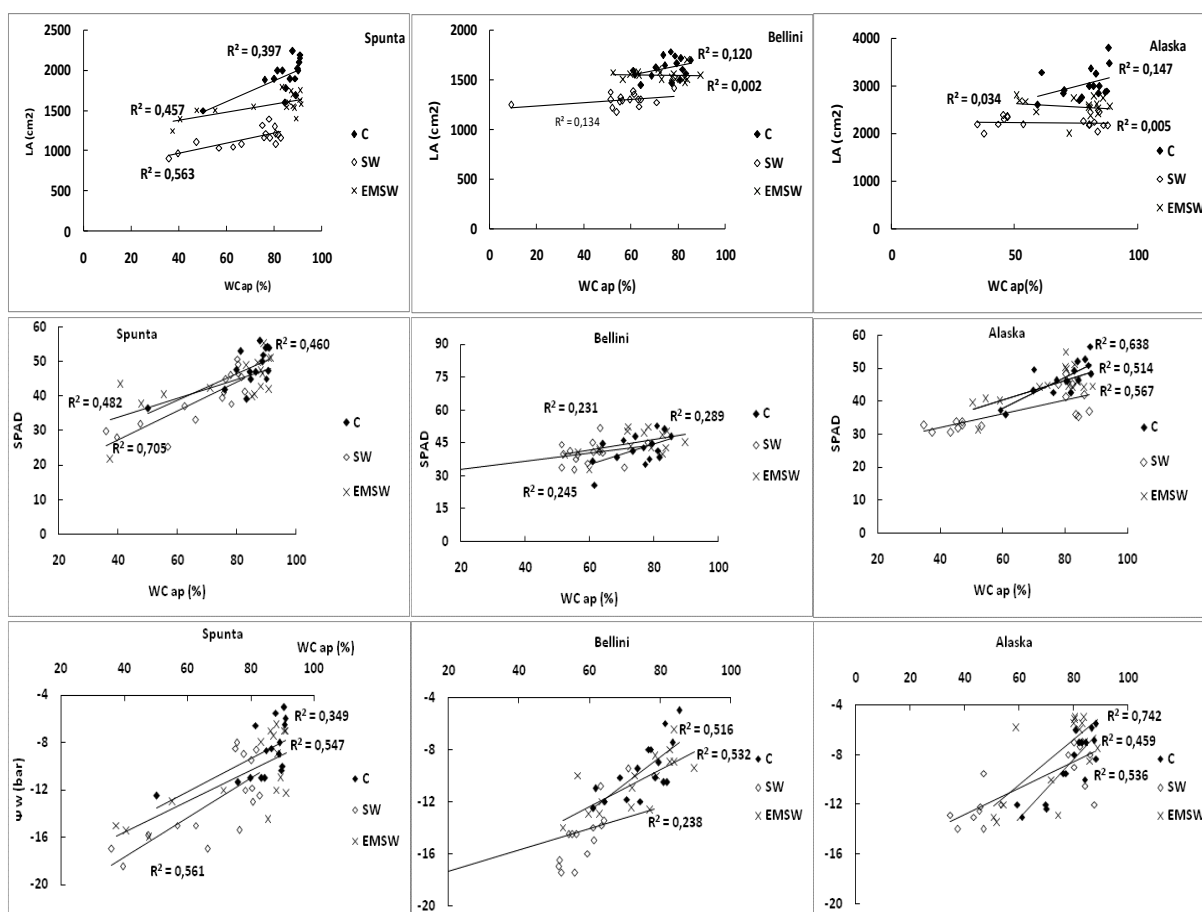 Spunta
2500
2000
1500
1000
500
0
LA (cm2)
R² = 0,397
R² = 0,457
R² = 0,563
C
SW
EMSW
0 20 40 60 80 100
WC ap (%)
Bellini
2000
1500
1000
500
0
LA (cm2)
R² = 0,120
R² = 0,002
R² = 0,134
C
SW
EMSW
0 20 40 60 80 100
WC ap (%)
Alaska
4000
3000
2000
1000
0
LA (cm2)
R² = 0,147
R² = 0,034
R² = 0,005
C
SW
EMSW
0 50 100
WC ap(%)
Spunta
60
50
40
30
20
10
0
SPAD
R² = 0,460
R² = 0,482
R² = 0,705
C
SW
EMSW
20 40 60 80 100
WC ap (%)
Bellini
90
75
60
45
30
15
0
SPAD
R² = 0,231
R² = 0,289
R² = 0,245
C
SW
EMSW
20 40 60 80 100
WC ap (%)
Alaska
60
50
40
30
20
10
0
SPAD
R² = 0,638
R² = 0,514
R² = 0,567
C
SW
EMSW
20 40 60 80 100
WC ap (%)
Spunta
WC ap (%)
20 40 60 80 100
-4
-8
-12
-16
-20
Ψw (bar)
R² = 0,349
R² = 0,547
R² = 0,561
C
SW
EMSW
Bellini
20 40 60 80 100
-4
-6
-8
-10
-12
-14
-16
-18
-20
R² = 0,516
R² = 0,532
R² = 0,238
C
SW
EMSW
Alaska
20 40 60 80 100
-4
-8
-12
-16
-20
R² = 0,742
R² = 0,459
R² = 0,536
C
SW
EMSW